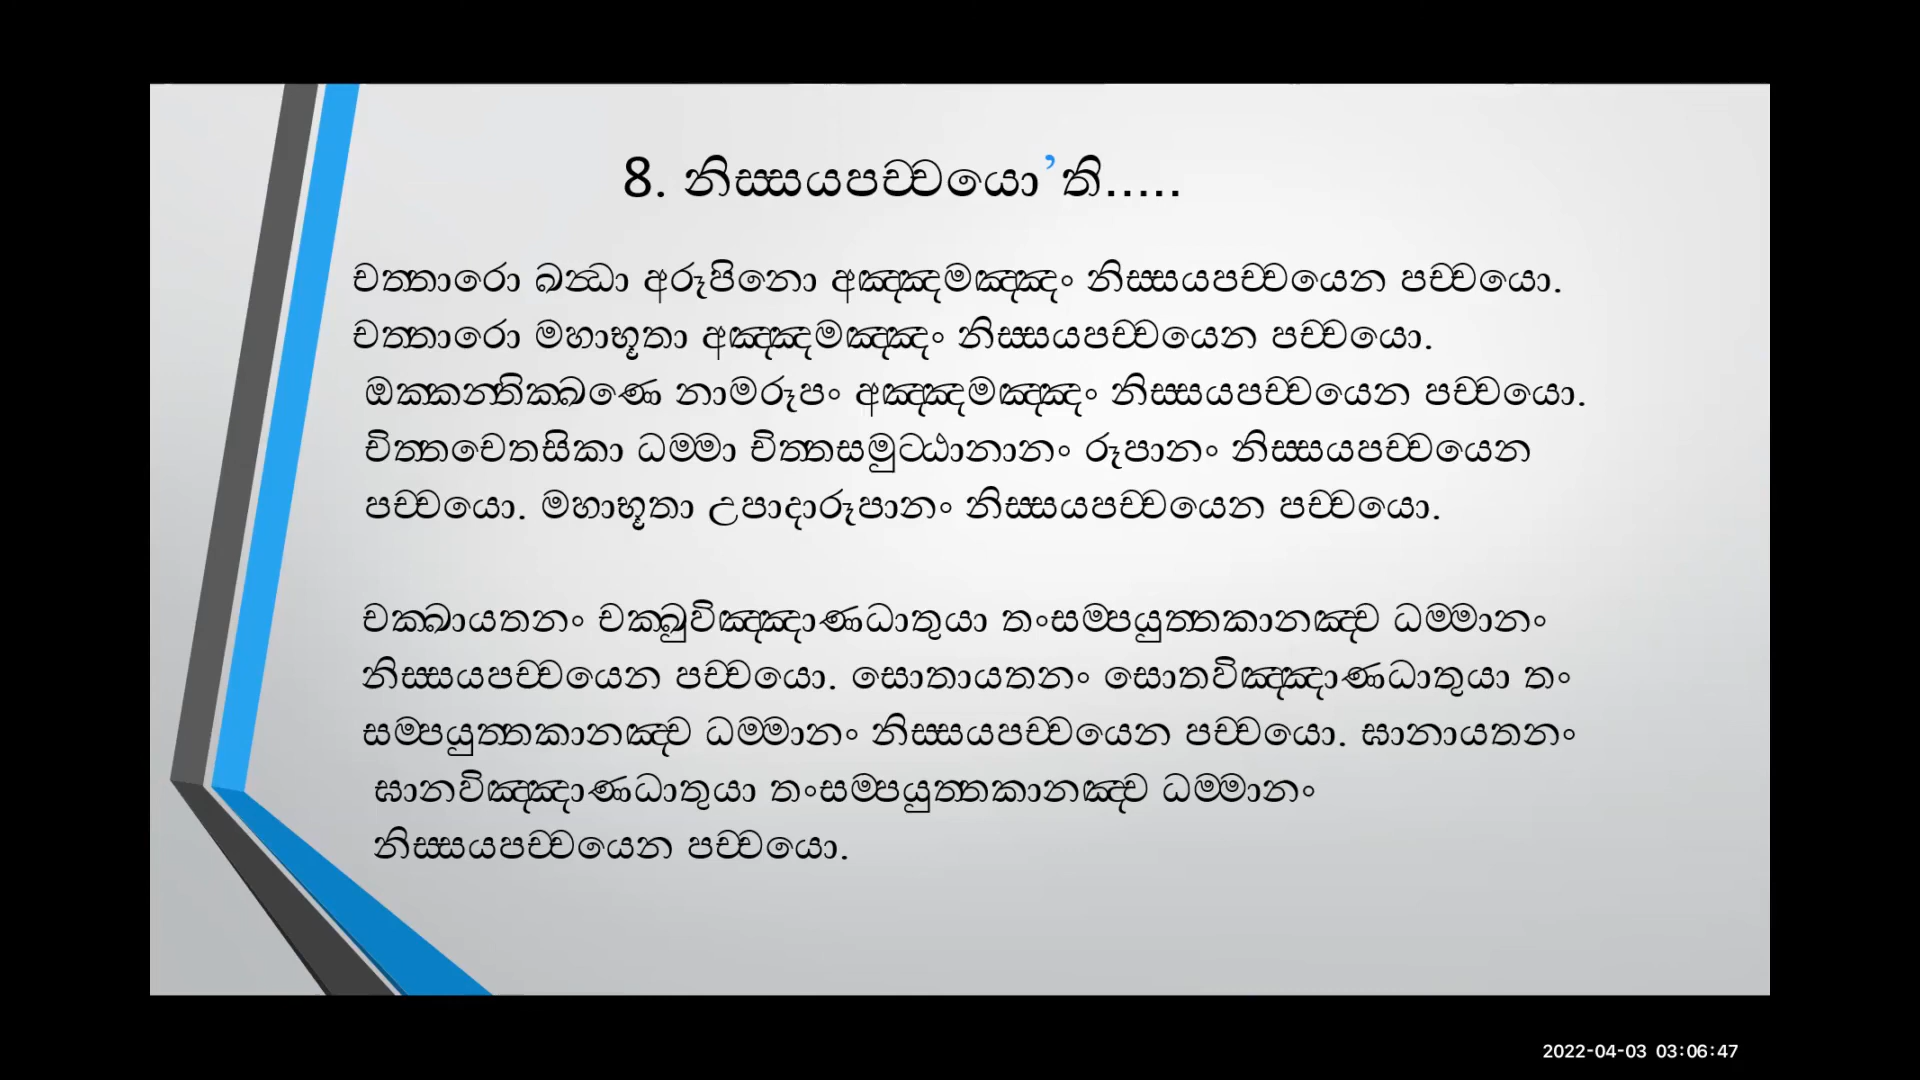 8. නිස‍්සයපච‍්චයො’ති.....
චත‍්තාරො ඛන්‍ධා අරූපිනො අඤ‍්ඤමඤ‍්ඤං නිස‍්සයපච‍්චයෙන පච‍්චයො.
චත‍්තාරො මහාභූතා අඤ‍්ඤමඤ‍්ඤං නිස‍්සයපච‍්චයෙන පච‍්චයො.
ඔක‍්කන‍්තික‍්ඛණෙ නාමරූපං අඤ‍්ඤමඤ‍්ඤං නිස‍්සයපච‍්චයෙන පච‍්චයො.
චිත‍්තචෙතසිකා ධම‍්මා චිත‍්තසමුට‍්ඨානානං රූපානං නිස‍්සයපච‍්චයෙන
පච‍්චයො. මහාභූතා උපාදාරූපානං නිස‍්සයපච‍්චයෙන පච‍්චයො.
චක‍්ඛායතනං චක‍්ඛුවිඤ‍්ඤාණධාතුයා තංසම‍්පයුත‍්තකානඤ‍්ච ධම‍්මානං
නිස‍්සයපච‍්චයෙන පච‍්චයො. සොතායතනං සොතවිඤ‍්ඤාණධාතුයා තං
සම‍්පයුත‍්තකානඤ‍්ච ධම‍්මානං නිස‍්සයපච‍්චයෙන පච‍්චයො. ඝානායතනං
ඝානවිඤ‍්ඤාණධාතුයා තංසම‍්පයුත‍්තකානඤ‍්ච ධම‍්මානං
නිස‍්සයපච‍්චයෙන පච‍්චයො.
2022-04-03 03:06:47